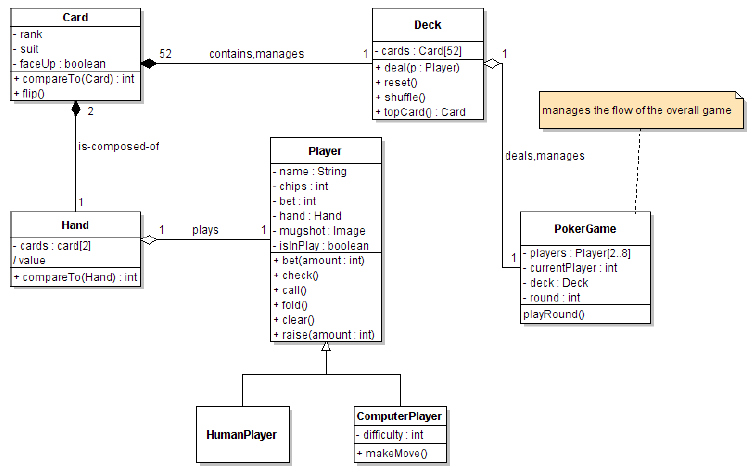 Card
- rank
- suit
- faceUp : boolean
+ compareTo(Card) : int
+ flip()
52
contains,manages
1
Deck
- cards : Card[52]
+ deal(p : Player)
+ reset()
+ shuffle()
+ topCard() : Card
1
manages the flow of the overall game
2
is-composed-of
1
deals,manages
1
Player
- name : String
- chips : int
- bet : int
- hand : Hand
- mugshot : Image
- isInPlay : boolean
+ bet(amount : int)
+ check()
+ call()
+ fold()
+ clear()
+ raise(amount : int)
Hand
- cards : card[2]
/ value
+ compareTo(Hand) : int
1
plays
1
PokerGame
- players : Player[2..8]
- currentPlayer : int
- deck : Deck
- round : int
playRound()
HumanPlayer
ComputerPlayer
- difficulty : int
+ makeMove()